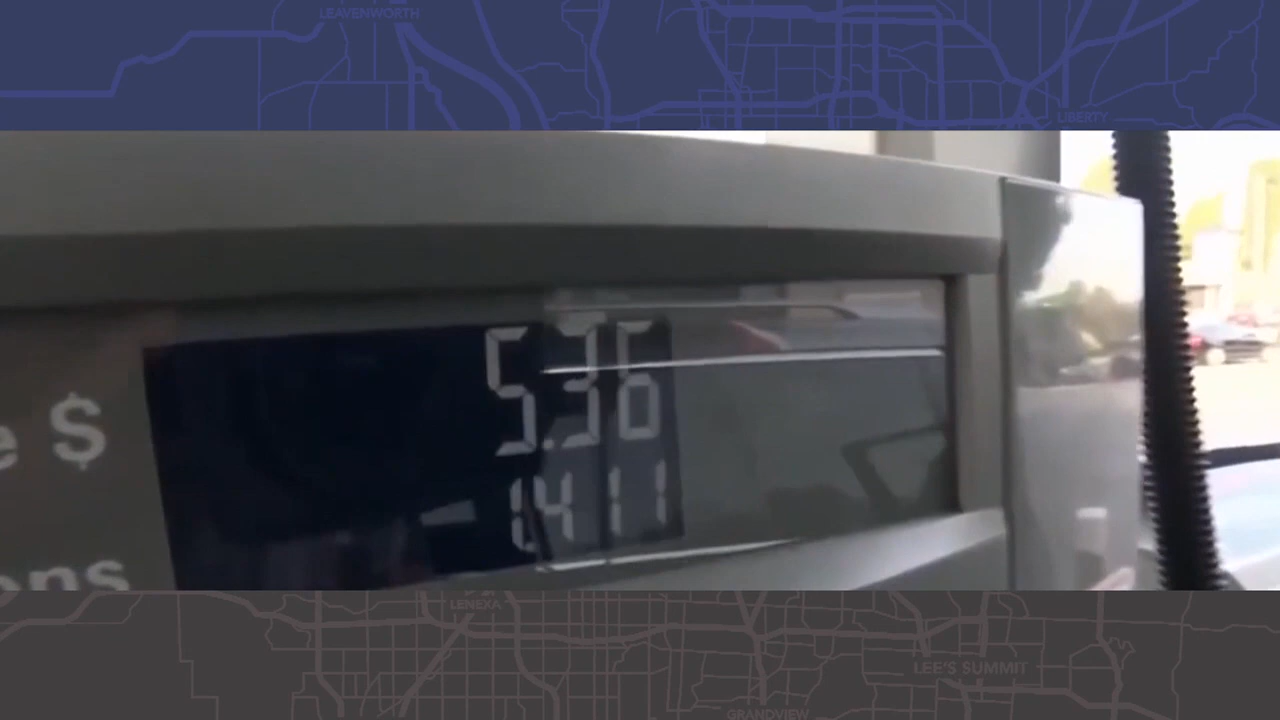 LEAVENWORTH
LIBERTY
e $
5.36
1.411
ons
LENEXA
LEE'S SUMMIT
GRANDVIEW